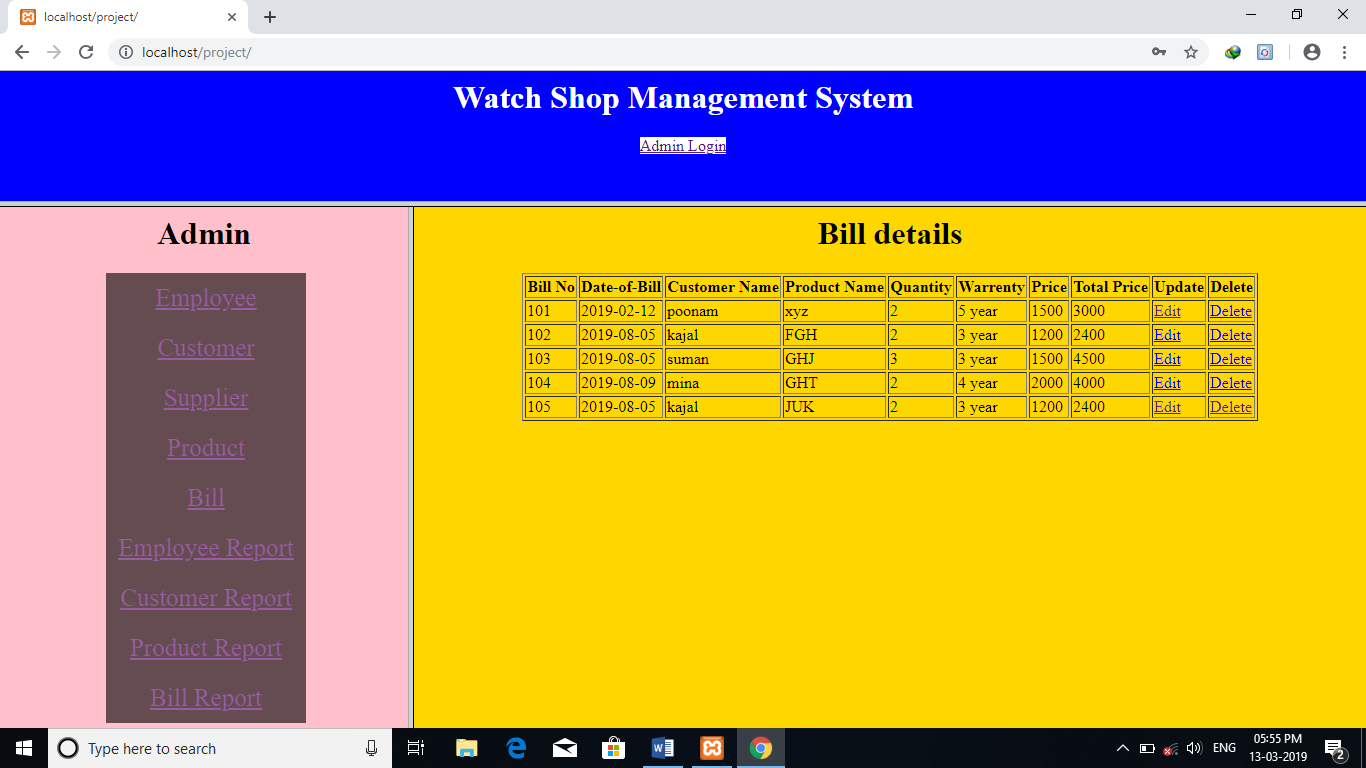 localhost/project/
localhost/project/
Watch Shop Management System
Admin Login
Admin
Employee
Customer
Supplier
Product
Bill
Employee Report
Customer Report
Product Report
Bill Report
Bill details
Bill No Date-of-Bill Customer Name Product Name Quantity Warrenty Price Total Price Update Delete
101 2019-02-12 poonam xyz 2 5 year 1500 3000 Edit Delete
102 2019-08-05 kajal FGH 2 3 year 1200 2400 Edit Delete
103 2019-08-05 suman GHJ 3 3 year 1500 4500 Edit Delete
104 2019-08-09 mina GHT 2 4 year 2000 4000 Edit Delete
105 2019-08-05 kajal JUK 2 3 year 1200 2400 Edit Delete
Type here to search
ENG
05:55 PM
13-03-2019
2